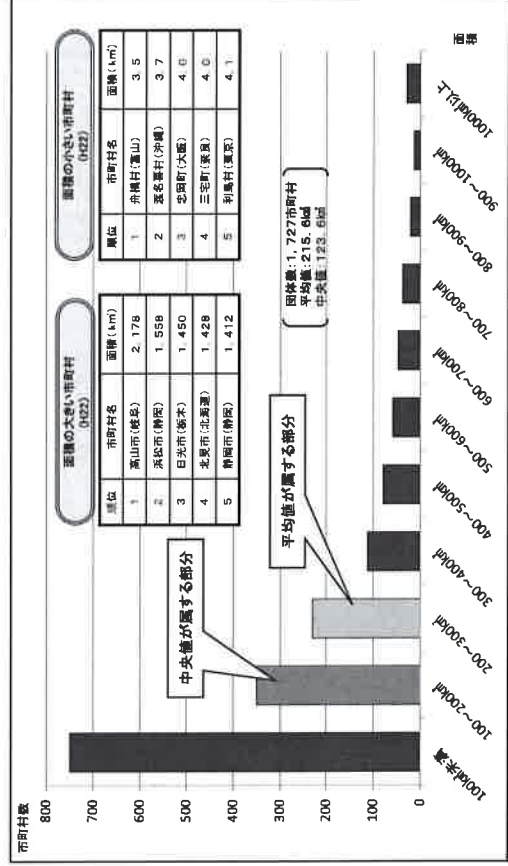 市町村数
800
700
600
500
400
300
200
100
0
面積の大きい市町村
(H22)
順位 市町村名 面積(km²)
1 高山市(岐阜) 2,178
2 浜松市(静岡) 1,558
3 日光市(栃木) 1,450
4 北見市(北海道) 1,428
5 静岡市(静岡) 1,412
面積の小さい市町村
(H22)
順位 市町村名 面積(km²)
1 舟橋村(富山) 3.5
2 渡名喜村(沖縄) 3.7
3 忠岡町(大阪) 4.0
4 三宅町(奈良) 4.0
5 利島村(東京) 4.1
中央値が属する部分
平均値が属する部分
団体数:1,727市町村
平均値:215.6㎢
中央値:123.6㎢
100㎢未満
100~200㎢
200~300㎢
300~400㎢
400~500㎢
500~600㎢
600~700㎢
700~800㎢
800~900㎢
900~1000㎢
1000㎢以上
面積